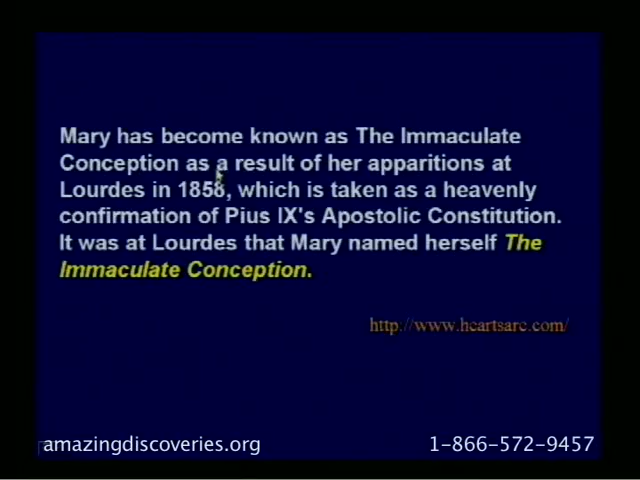 Mary has become known as The Immaculate
Conception as a result of her apparitions at
Lourdes in 1858, which is taken as a heavenly
confirmation of Pius IX's Apostolic Constitution.
It was at Lourdes that Mary named herself The
Immaculate Conception.
http://www.heartsarc.com/
amazingdiscoveries.org
1-866-572-9457